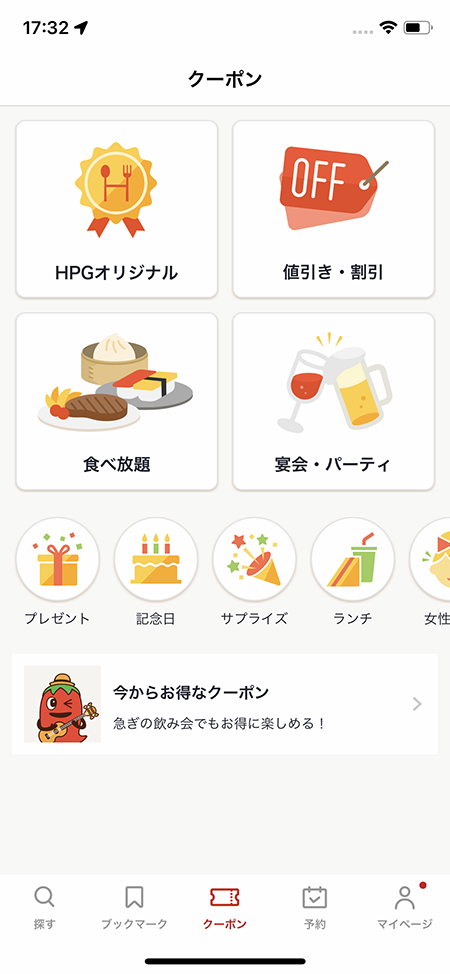 17:32
クーポン
HPGオリジナル
OFF
値引き・割引
食べ放題
宴会・パーティ
プレゼント
記念日
サプライズ
ランチ
女性
今からお得なクーポン
急ぎの飲み会でもお得に楽しめる！
探す
ブックマーク
クーポン
予約
マイページ